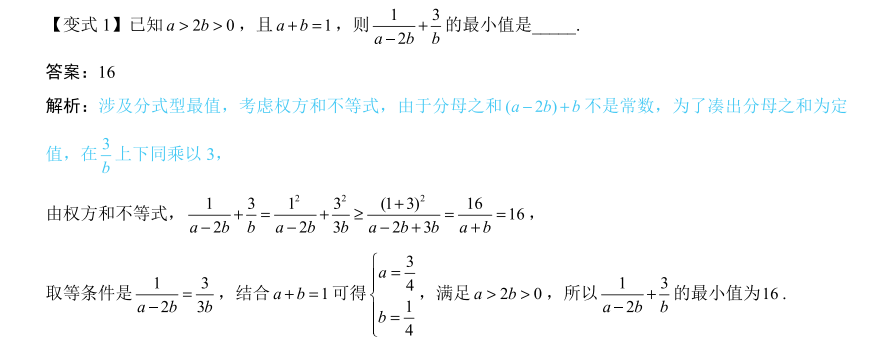 【变式 1】已知 $a>2b>0$，且 $a+b=1$，则 $\frac{1}{a-2b}+\frac{3}{b}$ 的最小值是_____.
答案：16
解析：涉及分式型最值，考虑权方和不等式，由于分母之和 $(a-2b)+b$ 不是常数，为了凑出分母之和为定
值，在 $\frac{3}{b}$ 上下同乘以 3，
由权方和不等式，$\frac{1}{a-2b}+\frac{3}{b}=\frac{1^2}{a-2b}+\frac{3^2}{3b}\geq\frac{(1+3)^2}{a-2b+3b}=\frac{16}{a+b}=16$，
取等条件是 $\frac{1}{a-2b}=\frac{3}{3b}$，结合 $a+b=1$ 可得 $\begin{cases}a=\frac{3}{4}\\b=\frac{1}{4}\end{cases}$，满足 $a>2b>0$，所以 $\frac{1}{a-2b}+\frac{3}{b}$ 的最小值为 $16$．